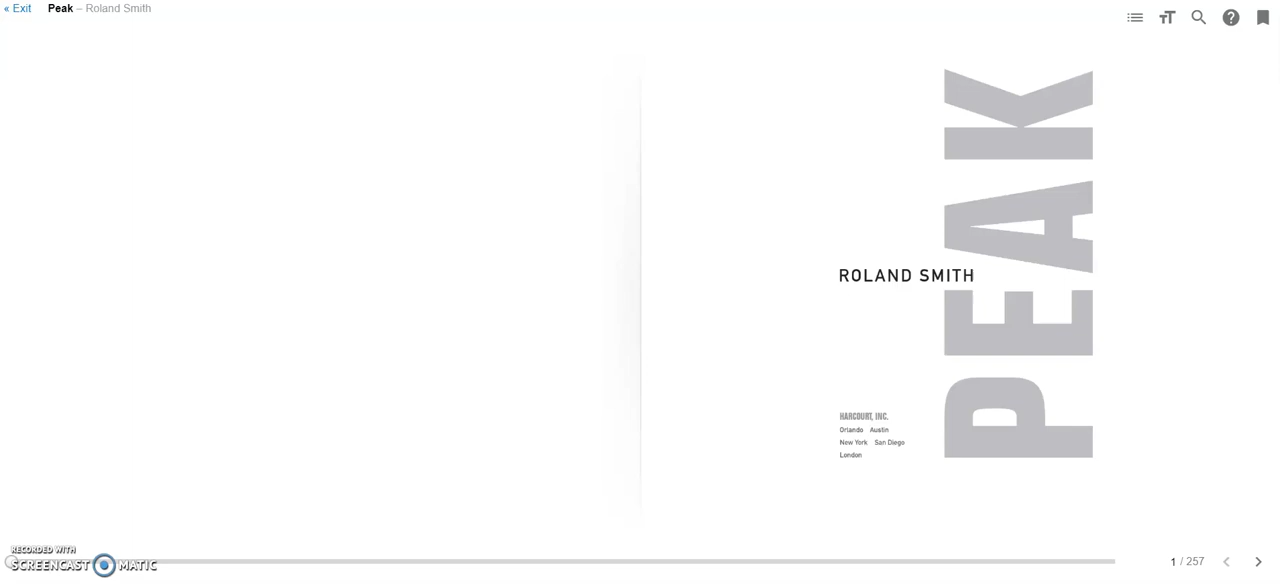 « Exit Peak – Roland Smith
PEAK
ROLAND SMITH
HARCOURT, INC.
Orlando Austin
New York San Diego
London
RECORDED WITH
SCREENCAST MATIC
1 / 257